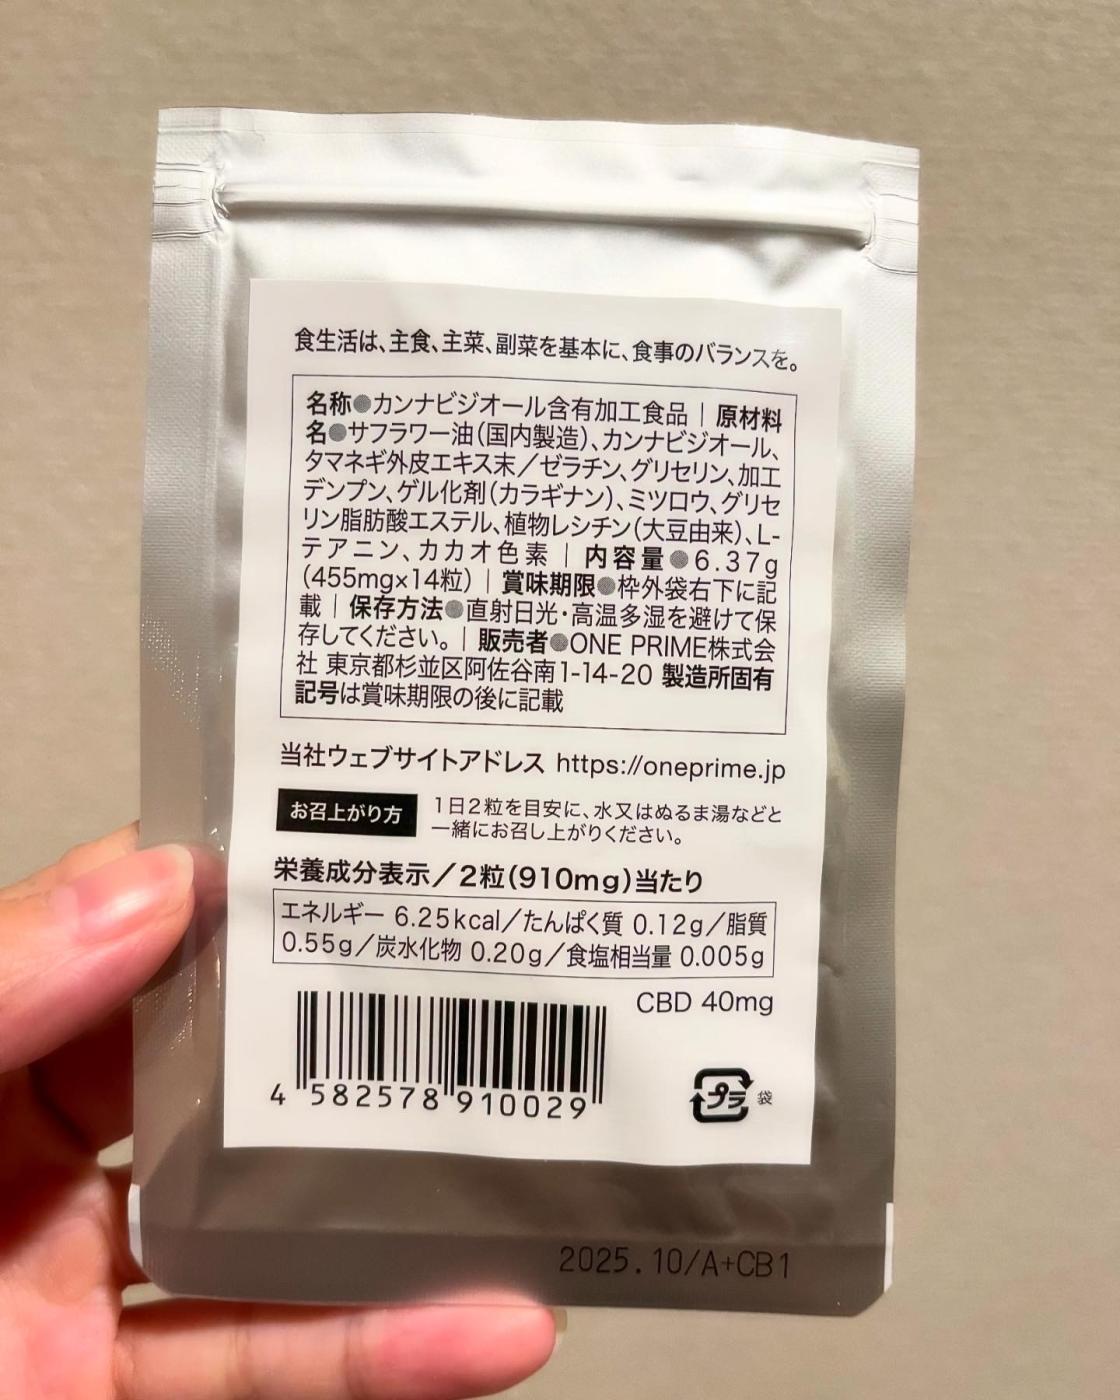 食生活は、主食、主菜、副菜を基本に、食事のバランスを。
名称●カンナビジオール含有加工食品｜原材料
名●サフラワー油（国内製造）、カンナビジオール、
タマネギ外皮エキス末／ゼラチン、グリセリン、加工
デンプン、ゲル化剤（カラギナン）、ミツロウ、グリセ
リン脂肪酸エステル、植物レシチン（大豆由来）、L-
テアニン、カカオ色素｜内容量●6.37g
（455mg×14粒）｜賞味期限●枠外袋右下に記
載｜保存方法●直射日光・高温多湿を避けて保
存してください。｜販売者●ONE PRIME株式会
社 東京都杉並区阿佐谷南1-14-20 製造所固有
記号は賞味期限の後に記載
当社ウェブサイトアドレス https://oneprime.jp
お召上がり方
1日2粒を目安に、水又はぬるま湯などと
一緒にお召し上がりください。
栄養成分表示／2粒（910mg）当たり
エネルギー 6.25kcal／たんぱく質 0.12g／脂質
0.55g／炭水化物 0.20g／食塩相当量 0.005g
CBD 40mg
4 582578 910029
プラ 袋
2025.10/A+CB1